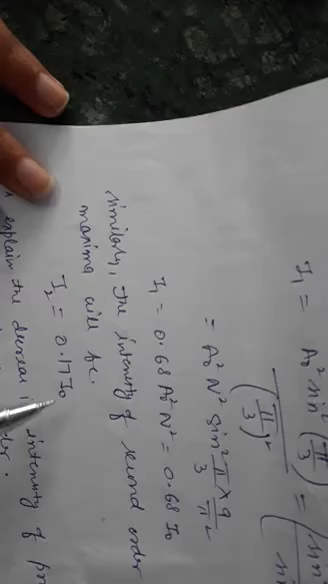 I₁ = A₀² sin² (π/3) / (π/3)² = (sin
= A₀² N² sin² π/3 × 9/π²
I₁ = 0.68 A₀² N² = 0.68 I₀
Similarly, the intensity of second order
maxima will be.
I₂ = 0.17 I₀
explain the intensity of